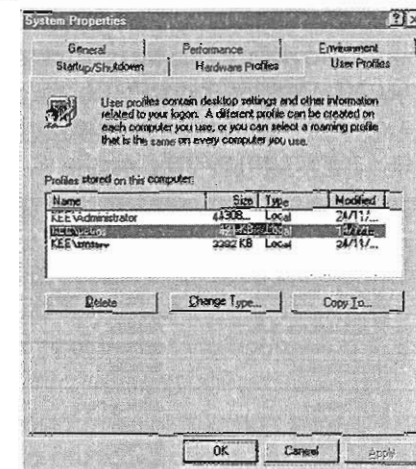 System Properties
General Performance Environment
Startup/Shutdown Hardware Profiles User Profiles
User profiles contain desktop settings and other information
related to your logon. A different profile can be created on
each computer you use, or you can select a roaming profile
that is the same on every computer you use.
Profiles stored on this computer:
Name Size Type Modified
KEE\Administrator 44308... Local 24/11/...
Local
KEE\ 3392 KB Local 24/11/...
Delete Change Type... Copy To...
OK Cancel Apply